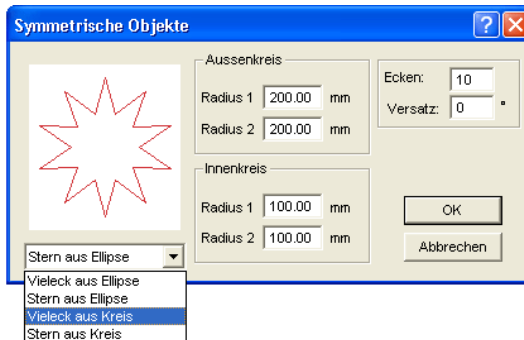 Symmetrische Objekte
Aussenkreis
Radius 1 200.00 mm
Radius 2 200.00 mm
Ecken: 10
Versatz: 0 °
Innenkreis
Radius 1 100.00 mm
Radius 2 100.00 mm
OK
Abbrechen
Stern aus Ellipse
Vieleck aus Ellipse
Stern aus Ellipse
Vieleck aus Kreis
Stern aus Kreis